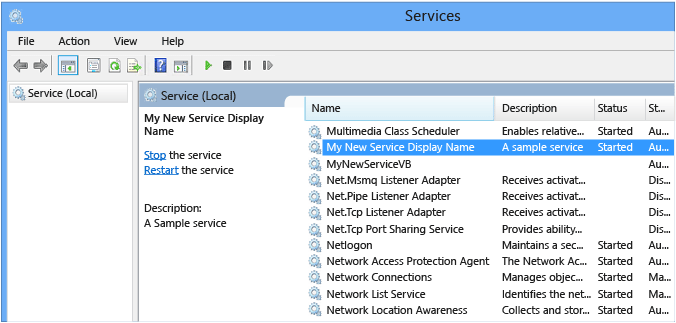 Services
File Action View Help
Service (Local)
Service (Local)
My New Service Display
Name
Stop the service
Restart the service
Description:
A Sample service
Name Description Status St...
Multimedia Class Scheduler Enables relative... Started Au...
My New Service Display Name A sample service Started Au...
MyNewServiceVB Au...
Net.Msmq Listener Adapter Receives activat... Dis...
Net.Pipe Listener Adapter Receives activat... Dis...
Net.Tcp Listener Adapter Receives activat... Dis...
Net.Tcp Port Sharing Service Provides ability... Dis...
Netlogon Maintains a sec... Started Au...
Network Access Protection Agent The Network Ac... Started Au...
Network Connections Manages objec... Started Ma...
Network List Service Identifies the net... Started Ma...
Network Location Awareness Collects and stor... Started Au...